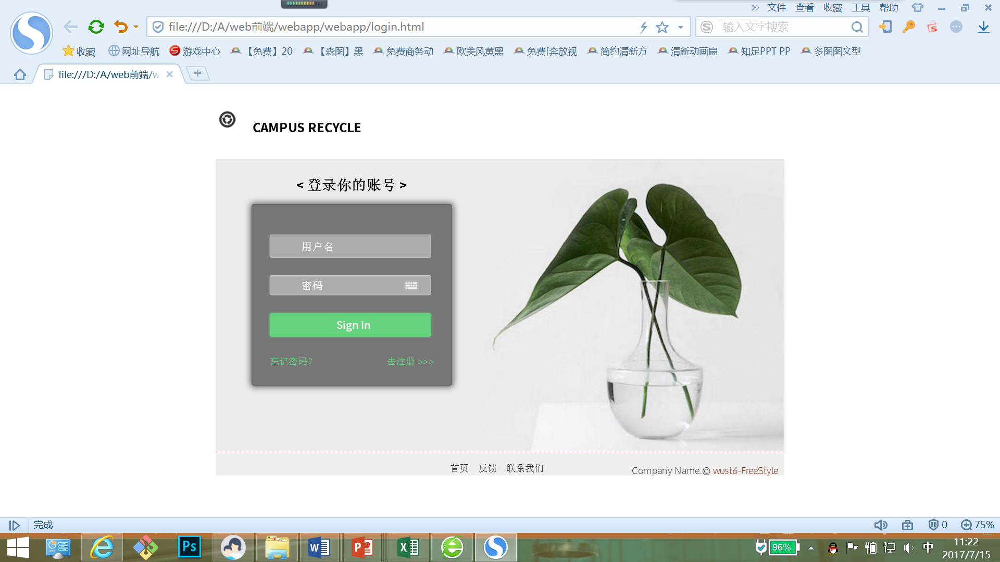 文件 查看 收藏 工具 帮助
file:///D:/A/web前端/webapp/webapp/login.html
输入文字搜索
收藏 网址导航 游戏中心 【免费】20 【森图】黑 免费商务动 欧美风黄黑 免费[奔放视 简约清新方 清新动画扁 知足PPT PP 多图图文型
file:///D:/A/web前端/w
CAMPUS RECYCLE
< 登录你的账号 >
用户名
密码
Sign In
忘记密码？ 去注册 >>>
首页 反馈 联系我们
Company Name.© wust6-FreeStyle
完成
0 75%
Ps
96%
中
11:22
2017/7/15